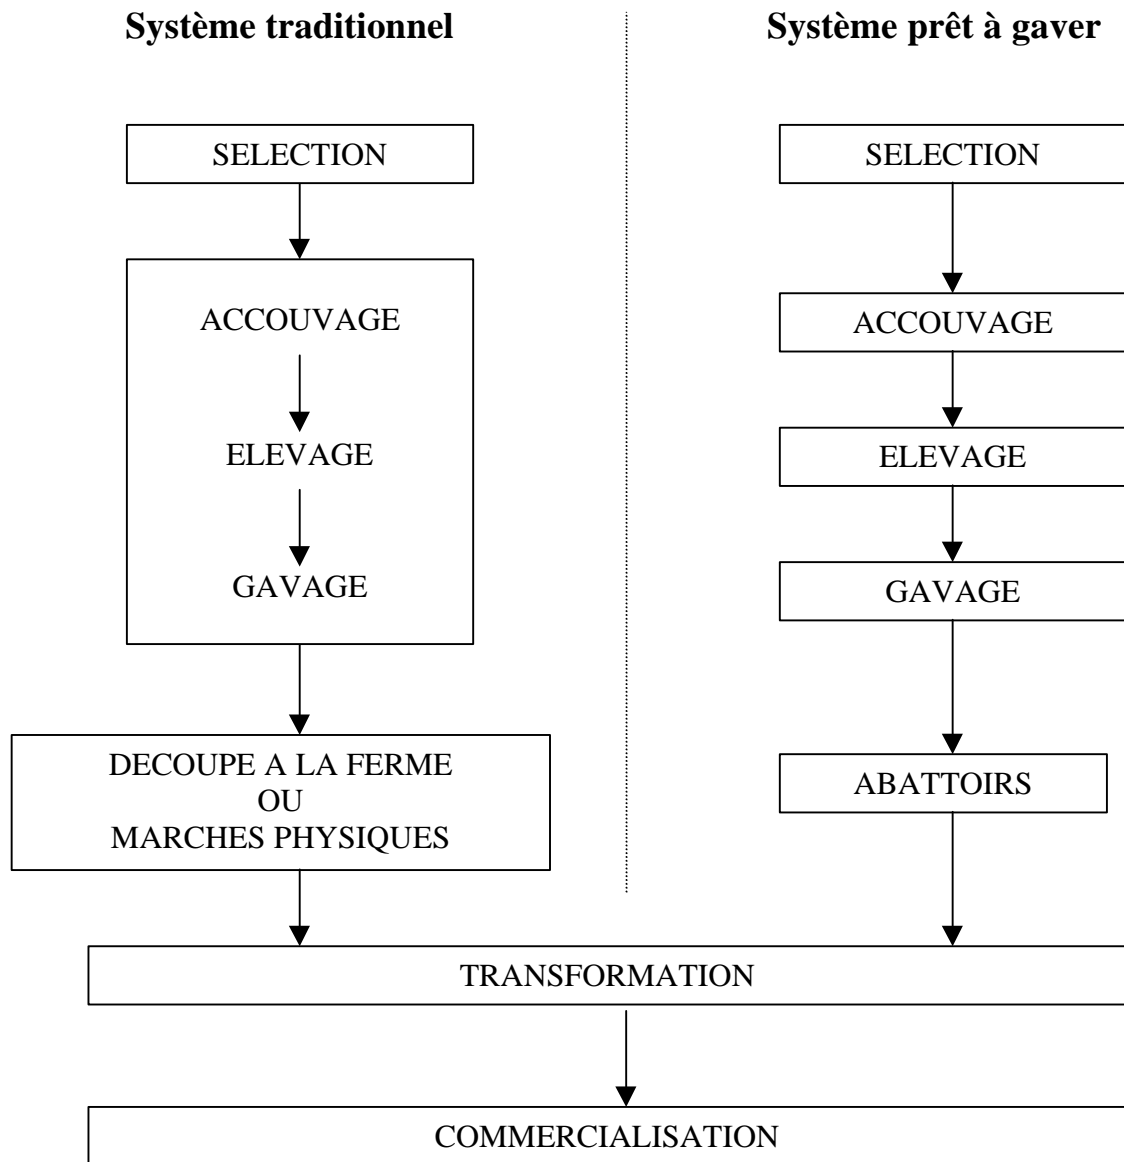 Système traditionnel
SELECTION
ACCOUVAGE
ELEVAGE
GAVAGE
DECOUPE A LA FERME
OU
MARCHES PHYSIQUES
Système prêt à gaver
SELECTION
ACCOUVAGE
ELEVAGE
GAVAGE
ABATTOIRS
TRANSFORMATION
COMMERCIALISATION